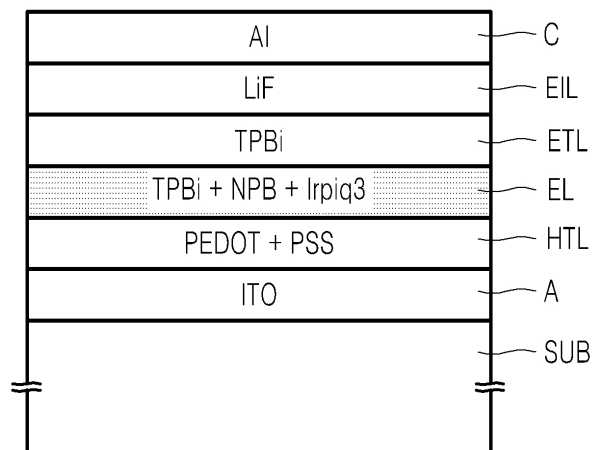 Al C
LiF EIL
TPBi ETL
TPBi + NPB + Irpiq3 EL
PEDOT + PSS HTL
ITO A
SUB